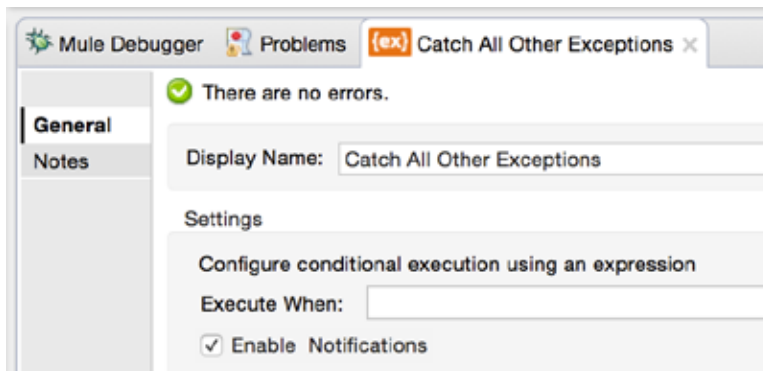 Mule Debugger Problems {ex} Catch All Other Exceptions
There are no errors.
General
Notes
Display Name: Catch All Other Exceptions
Settings
Configure conditional execution using an expression
Execute When:
Enable Notifications